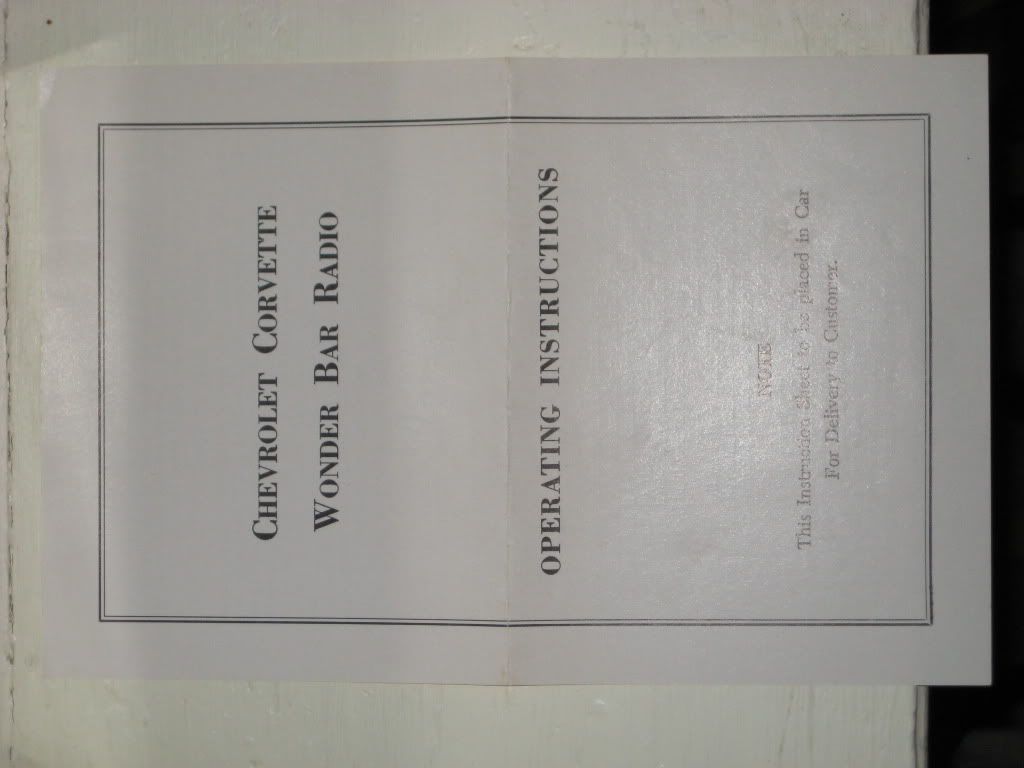 CHEVROLET CORVETTE
WONDER BAR RADIO
OPERATING INSTRUCTIONS
NOTE
This Instruction Sheet to be placed in Car
For Delivery to Customer.